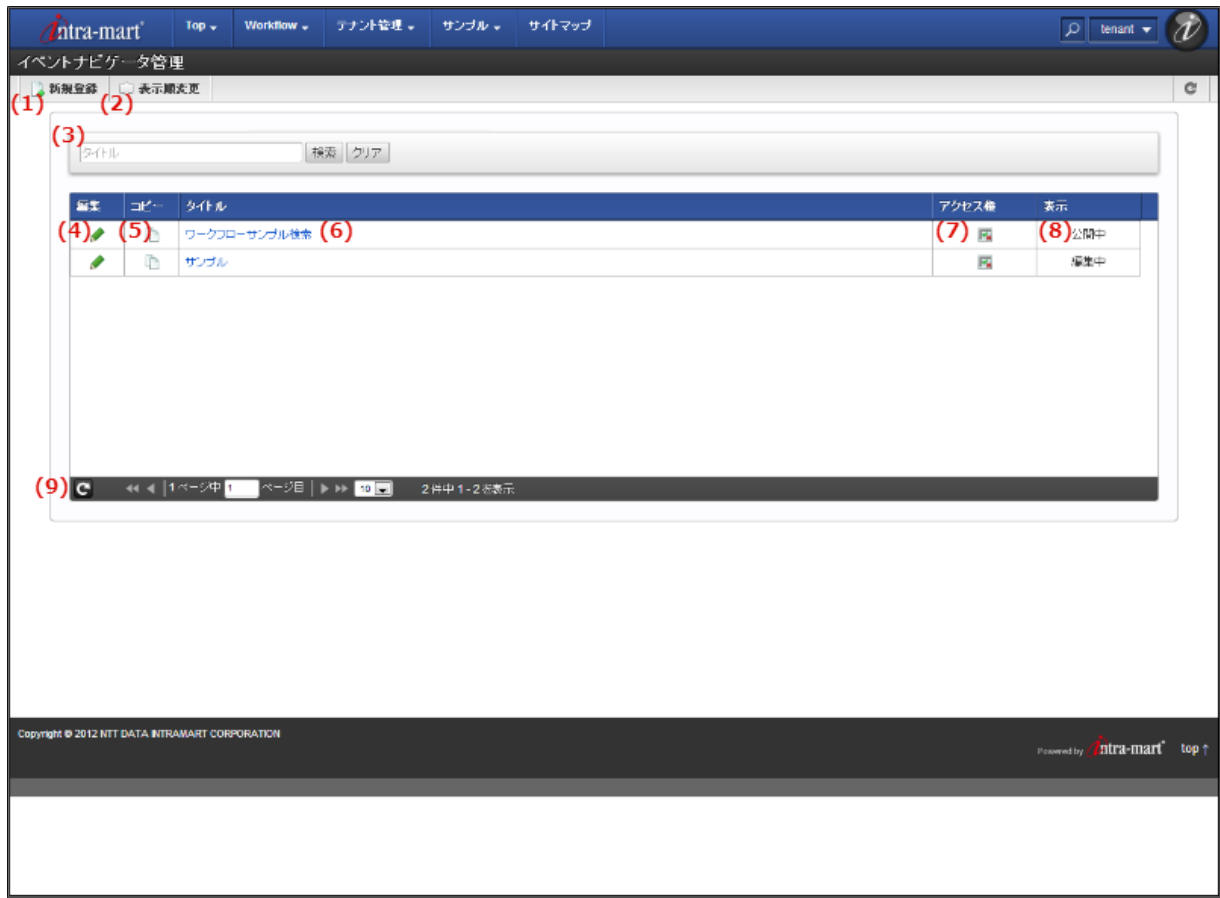 intra-mart Top Workflow テナント管理 サンプル サイトマップ tenant
イベントナビゲータ管理
新規登録 表示順変更
(1) (2)
(3)
タイトル 検索 クリア
編集 コピー タイトル アクセス権 表示
(4) (5) ワークフローサンプル検索 (6) (7) (8) 公開中
サンプル 編集中
(9) 1 ページ中 1 ページ目 10 2 件中 1 - 2 を表示
Copyright © 2012 NTT DATA INTRAMART CORPORATION
Powered by intra-mart top ↑